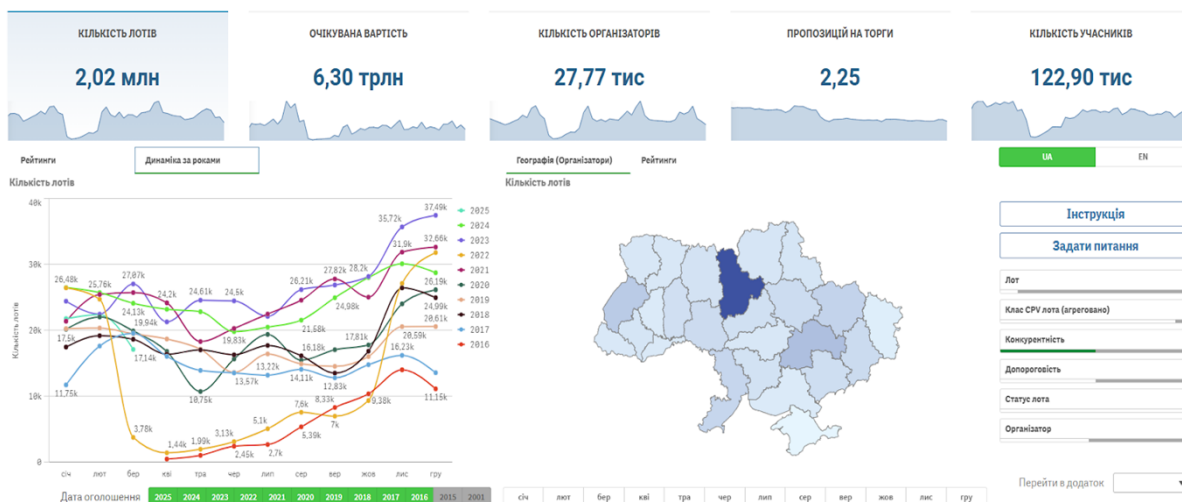 КІЛЬКІСТЬ ЛОТІВ
2,02 млн
ОЧІКУВАНА ВАРТІСТЬ
6,30 трлн
КІЛЬКІСТЬ ОРГАНІЗАТОРІВ
27,77 тис
ПРОПОЗИЦІЙ НА ТОРГИ
2,25
КІЛЬКІСТЬ УЧАСНИКІВ
122,90 тис
Рейтинги
Динаміка за роками
Кількість лотів
Кількість лотів
40k
30k
20k
10k
0
26,48k
25,76k
27,07k
24,2k
24,61k
24,5k
26,21k
27,82k
28,2k
35,72k
37,49k
31,9k
32,66k
24,13k
19,94k
17,5k
17,14k
19,83k
21,58k
24,98k
26,19k
24,99k
20,61k
20,59k
16,18k
17,81k
16,23k
11,75k
10,75k
13,57k
13,22k
14,11k
12,83k
11,15k
3,78k
1,44k
1,99k
3,13k
2,45k
5,1k
2,7k
7,6k
5,39k
8,33k
7k
9,38k
січ
лют
бер
кві
тра
чер
лип
сер
вер
жов
лис
гру
2025
2024
2023
2022
2021
2020
2019
2018
2017
2016
Дата оголошення
2025 2024 2023 2022 2021 2020 2019 2018 2017 2016 2015 2001
Географія (Організатори)
Рейтинги
Кількість лотів
січ лют бер кві тра чер лип сер вер жов лис гру
UA
EN
Інструкція
Задати питання
Лот
Клас CPV лота (агреговано)
Конкурентність
Допороговість
Статус лота
Організатор
Перейти в додаток